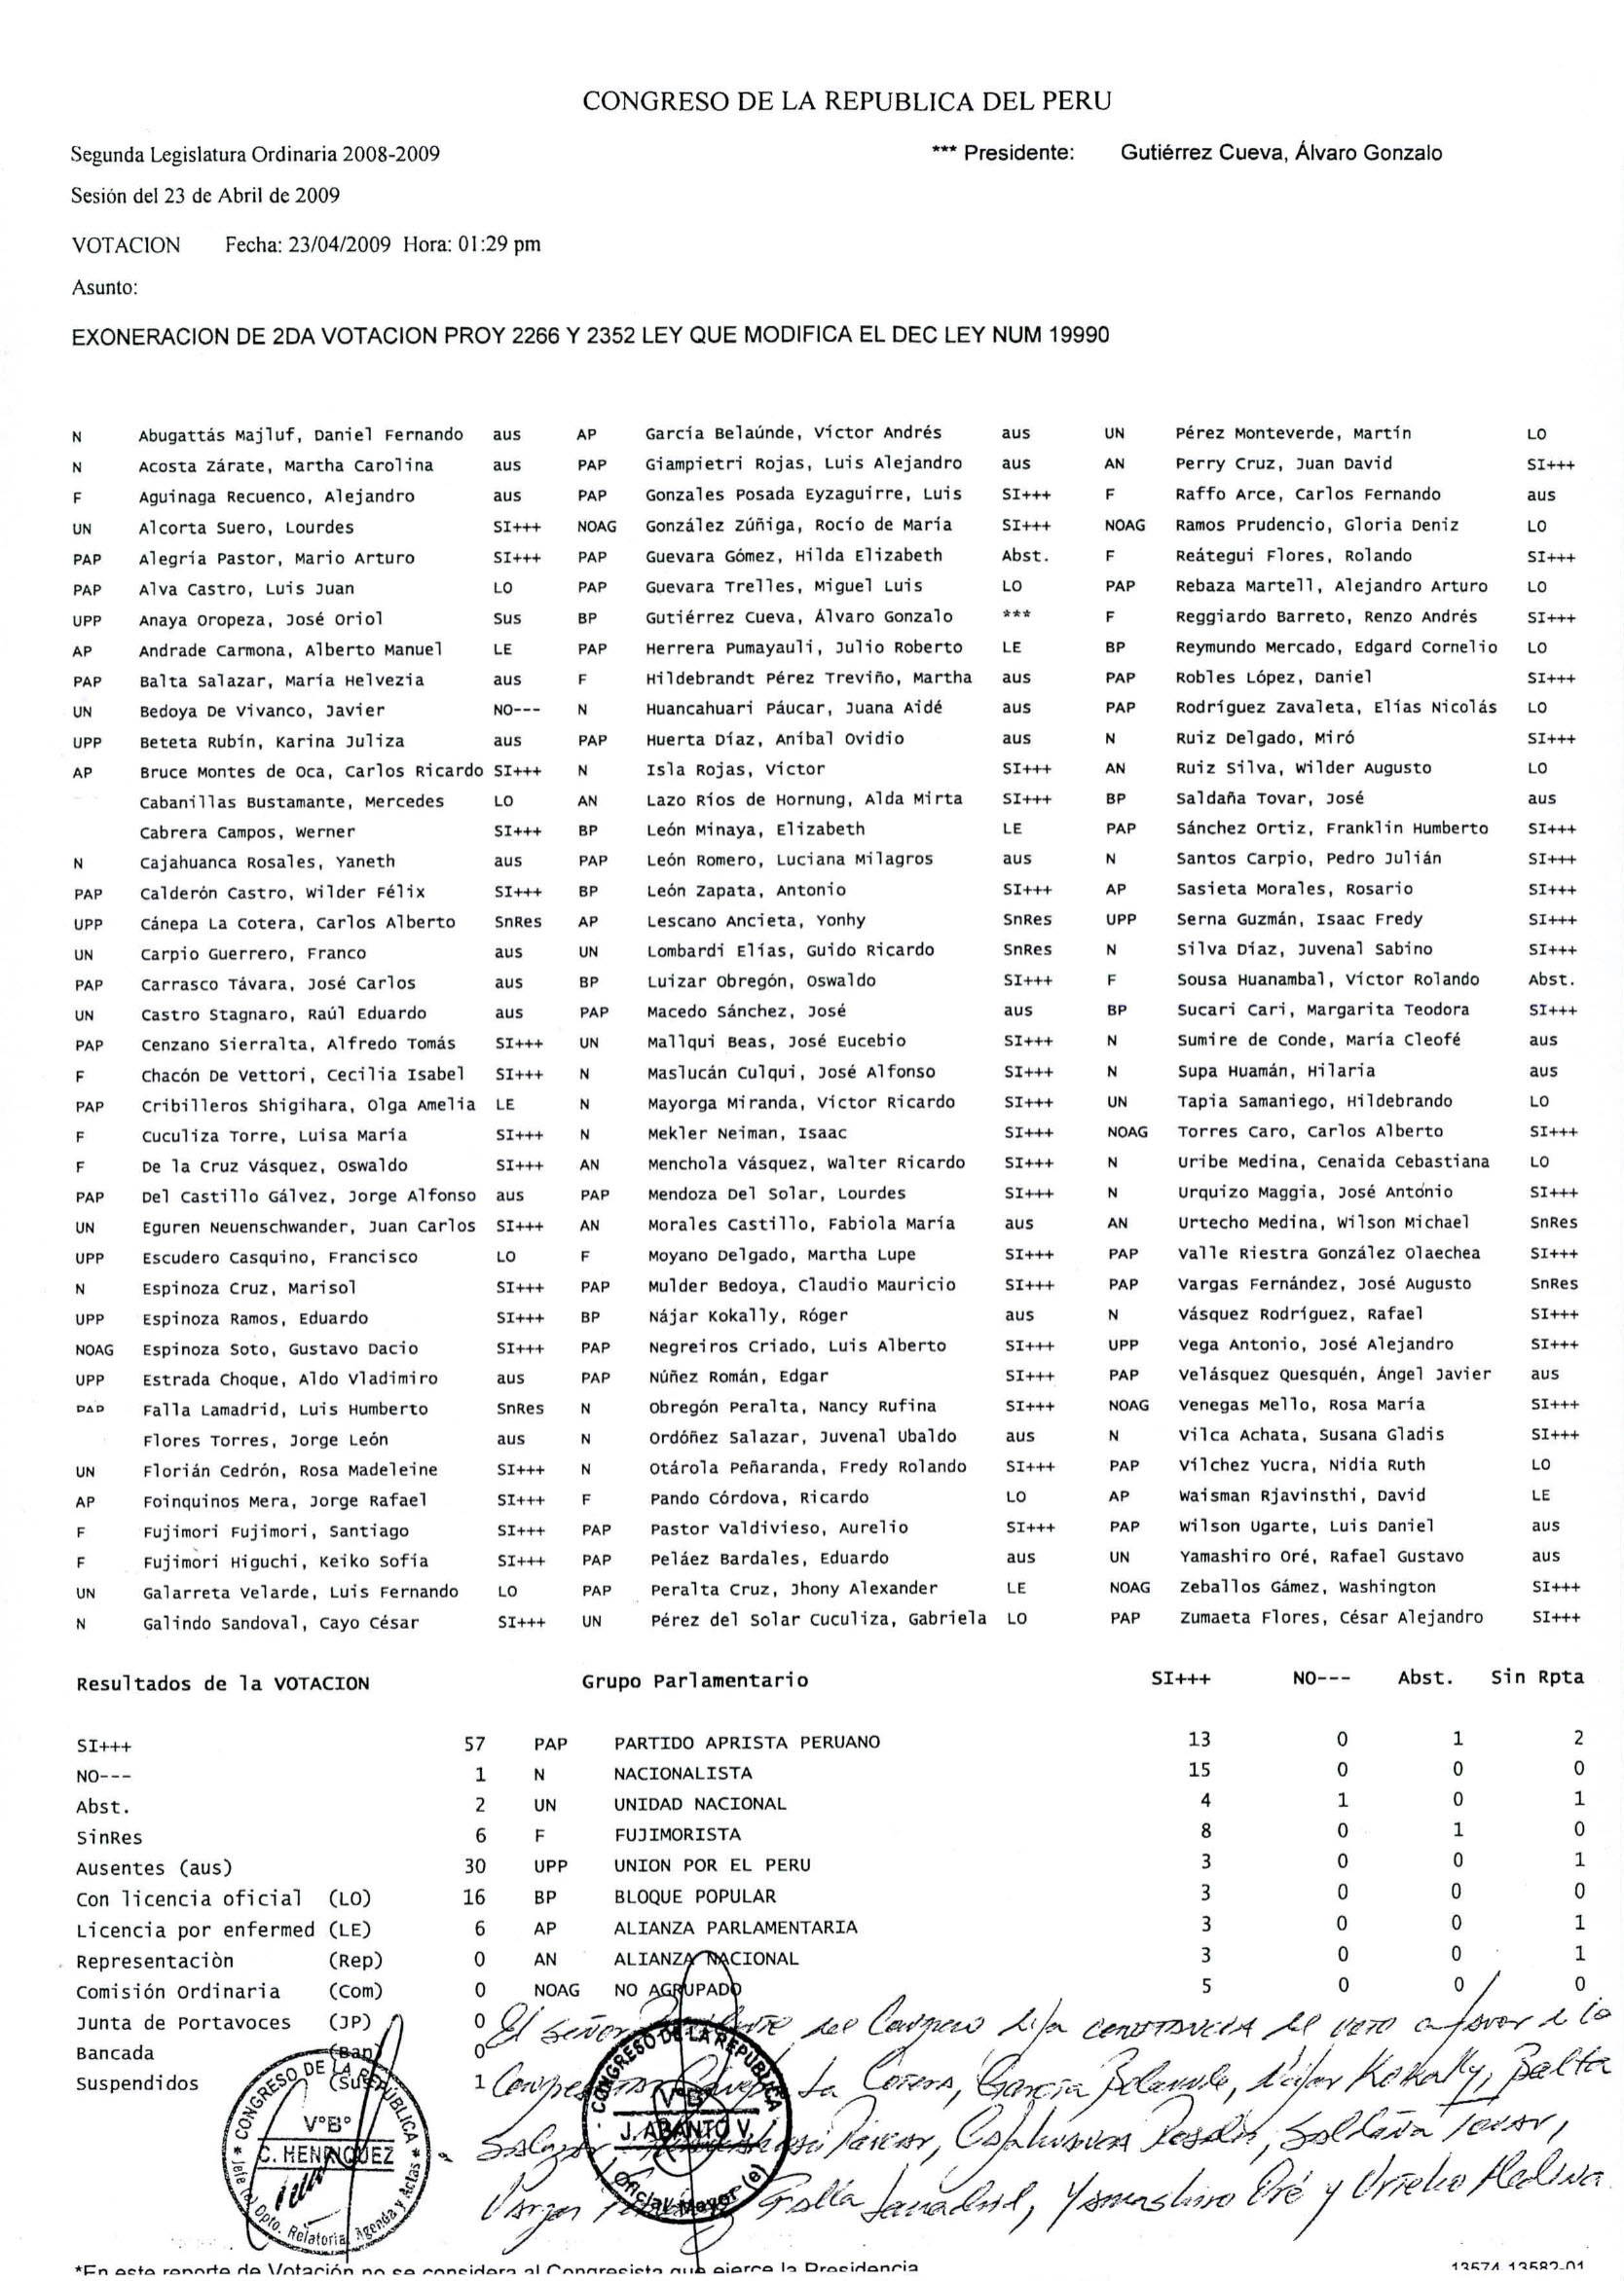 CONGRESO DE LA REPUBLICA DEL PERU
Segunda Legislatura Ordinaria 2008-2009 *** Presidente: Gutiérrez Cueva, Álvaro Gonzalo
Sesión del 23 de Abril de 2009
VOTACION Fecha: 23/04/2009 Hora: 01:29 pm
Asunto:
EXONERACION DE 2DA VOTACION PROY 2266 Y 2352 LEY QUE MODIFICA EL DEC LEY NUM 19990
N Abugattás Majluf, Daniel Fernando aus AP García Belaúnde, Víctor Andrés aus UN Pérez Monteverde, Martín LO
N Acosta Zárate, Martha Carolina aus PAP Giampietri Rojas, Luis Alejandro aus AN Perry Cruz, Juan David SI+++
F Aguinaga Recuenco, Alejandro aus PAP Gonzales Posada Eyzaguirre, Luis SI+++ F Raffo Arce, Carlos Fernando aus
UN Alcorta Suero, Lourdes SI+++ NOAG González Zúñiga, Rocío de María SI+++ NOAG Ramos Prudencio, Gloria Deniz LO
PAP Alegría Pastor, Mario Arturo SI+++ PAP Guevara Gómez, Hilda Elizabeth Abst. F Reátegui Flores, Rolando SI+++
PAP Alva Castro, Luis Juan LO PAP Guevara Trelles, Miguel Luis LO PAP Rebaza Martell, Alejandro Arturo LO
UPP Anaya Oropeza, José Oriol Sus BP Gutiérrez Cueva, Álvaro Gonzalo *** F Reggiardo Barreto, Renzo Andrés SI+++
AP Andrade Carmona, Alberto Manuel LE PAP Herrera Pumayauli, Julio Roberto LE BP Reymundo Mercado, Edgard Cornelio LO
PAP Balta Salazar, María Helvezia aus F Hildebrandt Pérez Treviño, Martha aus PAP Robles López, Daniel SI+++
UN Bedoya De Vivanco, Javier NO--- N Huancahuari Páucar, Juana Aidé aus PAP Rodríguez Zavaleta, Elías Nicolás LO
UPP Beteta Rubín, Karina Juliza aus PAP Huerta Díaz, Aníbal Ovidio aus N Ruiz Delgado, Miró SI+++
AP Bruce Montes de Oca, Carlos Ricardo SI+++ N Isla Rojas, Víctor SI+++ AN Ruiz Silva, Wilder Augusto LO
Cabanillas Bustamante, Mercedes LO AN Lazo Ríos de Hornung, Alda Mirta SI+++ BP Saldaña Tovar, José aus
Cabrera Campos, Werner SI+++ BP León Minaya, Elizabeth LE PAP Sánchez Ortiz, Franklin Humberto SI+++
N Cajahuanca Rosales, Yaneth aus PAP León Romero, Luciana Milagros aus N Santos Carpio, Pedro Julián SI+++
PAP Calderón Castro, Wilder Félix SI+++ BP León Zapata, Antonio SI+++ AP Sasieta Morales, Rosario SI+++
UPP Cánepa La Cotera, Carlos Alberto SnRes AP Lescano Ancieta, Yonhy SnRes UPP Serna Guzmán, Isaac Fredy SI+++
UN Carpio Guerrero, Franco aus UN Lombardi Elías, Guido Ricardo SnRes N Silva Díaz, Juvenal Sabino SI+++
PAP Carrasco Távara, José Carlos aus BP Luizar Obregón, Oswaldo SI+++ F Sousa Huanambal, Víctor Rolando Abst.
UN Castro Stagnaro, Raúl Eduardo aus PAP Macedo Sánchez, José aus BP Sucari Cari, Margarita Teodora SI+++
PAP Cenzano Sierralta, Alfredo Tomás SI+++ UN Mallqui Beas, José Eucebio SI+++ N Sumire de Conde, María Cleofé aus
F Chacón De Vettori, Cecilia Isabel SI+++ N Maslucán Culqui, José Alfonso SI+++ N Supa Huamán, Hilaria aus
PAP Cribilleros Shigihara, Olga Amelia LE N Mayorga Miranda, Víctor Ricardo SI+++ UN Tapia Samaniego, Hildebrando LO
F Cuculiza Torre, Luisa María SI+++ N Mekler Neiman, Isaac SI+++ NOAG Torres Caro, Carlos Alberto SI+++
F De la Cruz Vásquez, Oswaldo SI+++ AN Menchola Vásquez, Walter Ricardo SI+++ N Uribe Medina, Cenaida Cebastiana LO
PAP Del Castillo Gálvez, Jorge Alfonso aus PAP Mendoza Del Solar, Lourdes SI+++ N Urquizo Maggia, José Antonio SI+++
UN Eguren Neuenschwander, Juan Carlos SI+++ AN Morales Castillo, Fabiola María aus AN Urtecho Medina, Wilson Michael SnRes
UPP Escudero Casquino, Francisco LO F Moyano Delgado, Martha Lupe SI+++ PAP Valle Riestra González Olaechea SI+++
N Espinoza Cruz, Marisol SI+++ PAP Mulder Bedoya, Claudio Mauricio SI+++ PAP Vargas Fernández, José Augusto SnRes
UPP Espinoza Ramos, Eduardo SI+++ BP Nájar Kokally, Róger aus N Vásquez Rodríguez, Rafael SI+++
NOAG Espinoza Soto, Gustavo Dacio SI+++ PAP Negreiros Criado, Luis Alberto SI+++ UPP Vega Antonio, José Alejandro SI+++
UPP Estrada Choque, Aldo Vladimiro aus PAP Núñez Román, Edgar SI+++ PAP Velásquez Quesquén, Ángel Javier aus
PAP Falla Lamadrid, Luis Humberto SnRes N Obregón Peralta, Nancy Rufina SI+++ NOAG Venegas Mello, Rosa María SI+++
Flores Torres, Jorge León aus N Ordóñez Salazar, Juvenal Ubaldo aus N Vilca Achata, Susana Gladis SI+++
UN Florián Cedrón, Rosa Madeleine SI+++ N Otárola Peñaranda, Fredy Rolando SI+++ PAP Vílchez Yucra, Nidia Ruth LO
AP Foinquinos Mera, Jorge Rafael SI+++ F Pando Córdova, Ricardo LO AP Waisman Rjavinsthi, David LE
F Fujimori Fujimori, Santiago SI+++ PAP Pastor Valdivieso, Aurelio SI+++ PAP Wilson Ugarte, Luis Daniel aus
F Fujimori Higuchi, Keiko Sofía SI+++ PAP Peláez Bardales, Eduardo aus UN Yamashiro Oré, Rafael Gustavo aus
UN Galarreta Velarde, Luis Fernando LO PAP Peralta Cruz, Jhony Alexander LE NOAG Zeballos Gámez, Washington SI+++
N Galindo Sandoval, Cayo César SI+++ UN Pérez del Solar Cuculiza, Gabriela LO PAP Zumaeta Flores, César Alejandro SI+++
Resultados de la VOTACION Grupo Parlamentario SI+++ NO--- Abst. Sin Rpta
SI+++ 57 PAP PARTIDO APRISTA PERUANO 13 0 1 2
NO--- 1 N NACIONALISTA 15 0 0 0
Abst. 2 UN UNIDAD NACIONAL 4 1 0 1
SinRes 6 F FUJIMORISTA 8 0 1 0
Ausentes (aus) 30 UPP UNION POR EL PERU 3 0 0 1
Con licencia oficial (LO) 16 BP BLOQUE POPULAR 3 0 0 0
Licencia por enfermed (LE) 6 AP ALIANZA PARLAMENTARIA 3 0 0 1
Representaciòn (Rep) 0 AN ALIANZA NACIONAL 3 0 0 1
Comisión Ordinaria (Com) 0 NOAG NO AGRUPADO 5 0 0 0
Junta de Portavoces (JP) 0
Bancada (Ban) 0
Suspendidos (Sus) 1
El señor del Congreso deja constancia del voto a favor de lo
La Cotera, García Belaunde, Nájar Kokally, Balta
Salazar Páucar, Cajahuanca Rosales, Saldaña Tovar,
Vargas Falla Lamadrid, Yamashiro Oré y Urtecho Medina.
CONGRESO DE LA REPÚBLICA
V°B°
C. HENRIQUEZ
Jefe Dpto. Relatoria, Agenda y Actas
CONGRESO DE LA REPÚBLICA
V°B°
J. ABANTO V.
Oficial Mayor (e)
*En este reporte de Votación no se considera al Congresista que ejerce la Presidencia
13574-13582-01